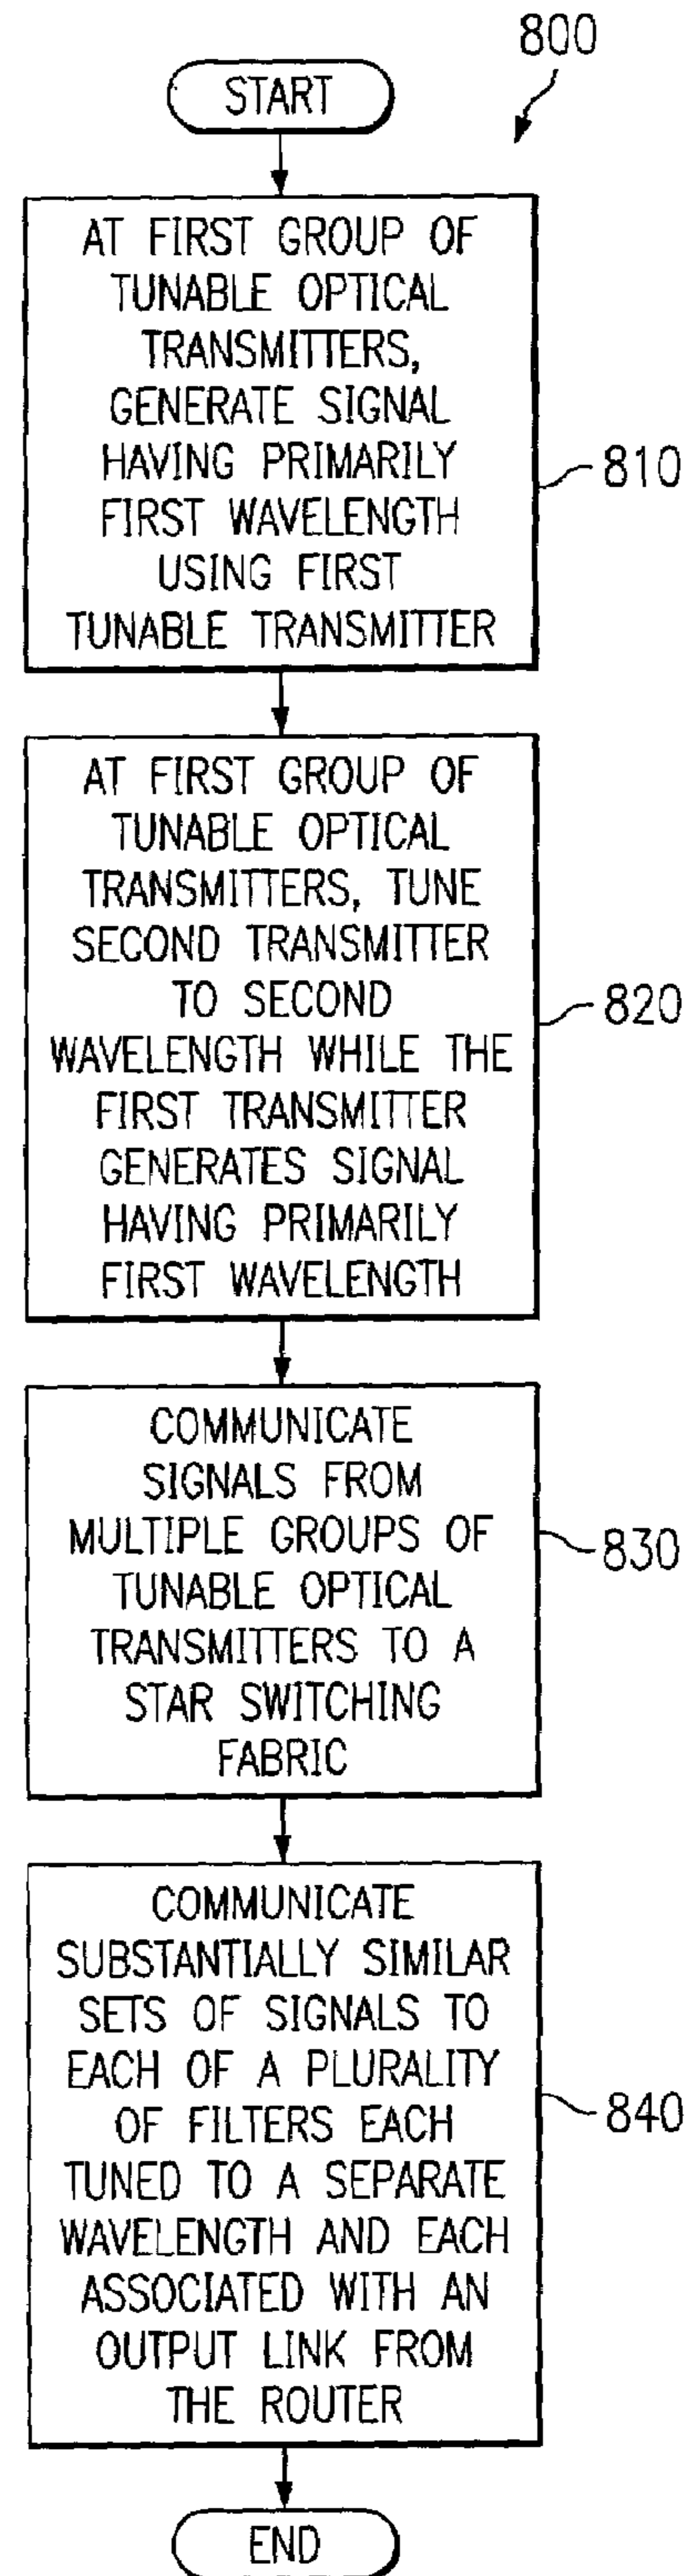 800
START
AT FIRST GROUP OF
TUNABLE OPTICAL
TRANSMITTERS,
GENERATE SIGNAL
HAVING PRIMARILY
FIRST WAVELENGTH
USING FIRST
TUNABLE TRANSMITTER
810
AT FIRST GROUP OF
TUNABLE OPTICAL
TRANSMITTERS, TUNE
SECOND TRANSMITTER
TO SECOND
WAVELENGTH WHILE THE
FIRST TRANSMITTER
GENERATES SIGNAL
HAVING PRIMARILY
FIRST WAVELENGTH
820
COMMUNICATE
SIGNALS FROM
MULTIPLE GROUPS OF
TUNABLE OPTICAL
TRANSMITTERS TO A
STAR SWITCHING
FABRIC
830
COMMUNICATE
SUBSTANTIALLY SIMILAR
SETS OF SIGNALS TO
EACH OF A PLURALITY
OF FILTERS EACH
TUNED TO A SEPARATE
WAVELENGTH AND EACH
ASSOCIATED WITH AN
OUTPUT LINK FROM
THE ROUTER
840
END